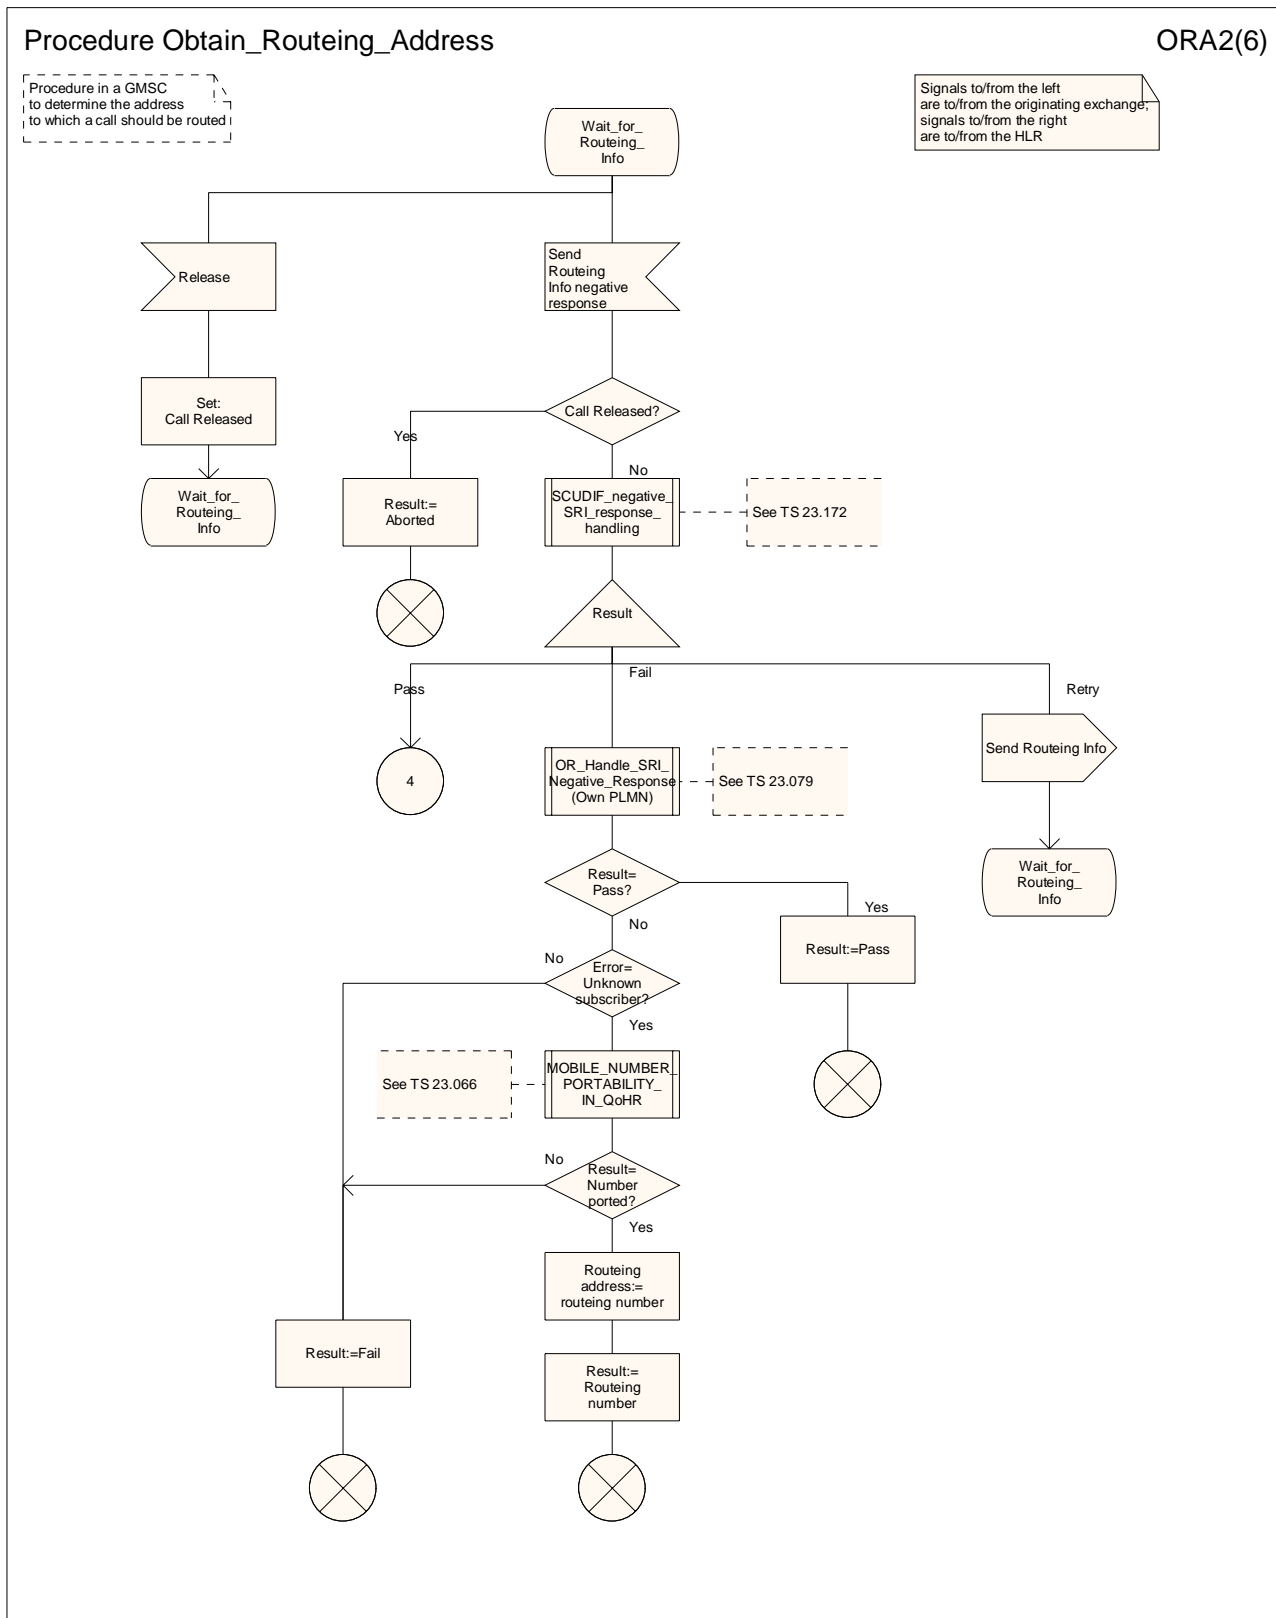 Procedure Obtain_Routeing_Address
ORA2(6)
Procedure in a GMSC
to determine the address
to which a call should be routed
Signals to/from the left
are to/from the originating exchange;
signals to/from the right
are to/from the HLR
Wait_for_
Routeing_
Info
Release
Send
Routeing
Info negative
response
Set:
Call Released
Call Released?
Yes
No
Wait_for_
Routeing_
Info
Result:=
Aborted
SCUDIF_negative_
SRI_response_
handling
See TS 23.172
Result
Pass
Fail
Retry
4
OR_Handle_SRI_
Negative_Response
(Own PLMN)
See TS 23.079
Send Routeing Info
Wait_for_
Routeing_
Info
Result=
Pass?
Yes
No
Result:=Pass
No
Error=
Unknown
subscriber?
Yes
See TS 23.066
MOBILE_NUMBER_
PORTABILITY_
IN_QoHR
No
Result=
Number
ported?
Yes
Routeing
address:=
routeing number
Result:=Fail
Result:=
Routeing
number